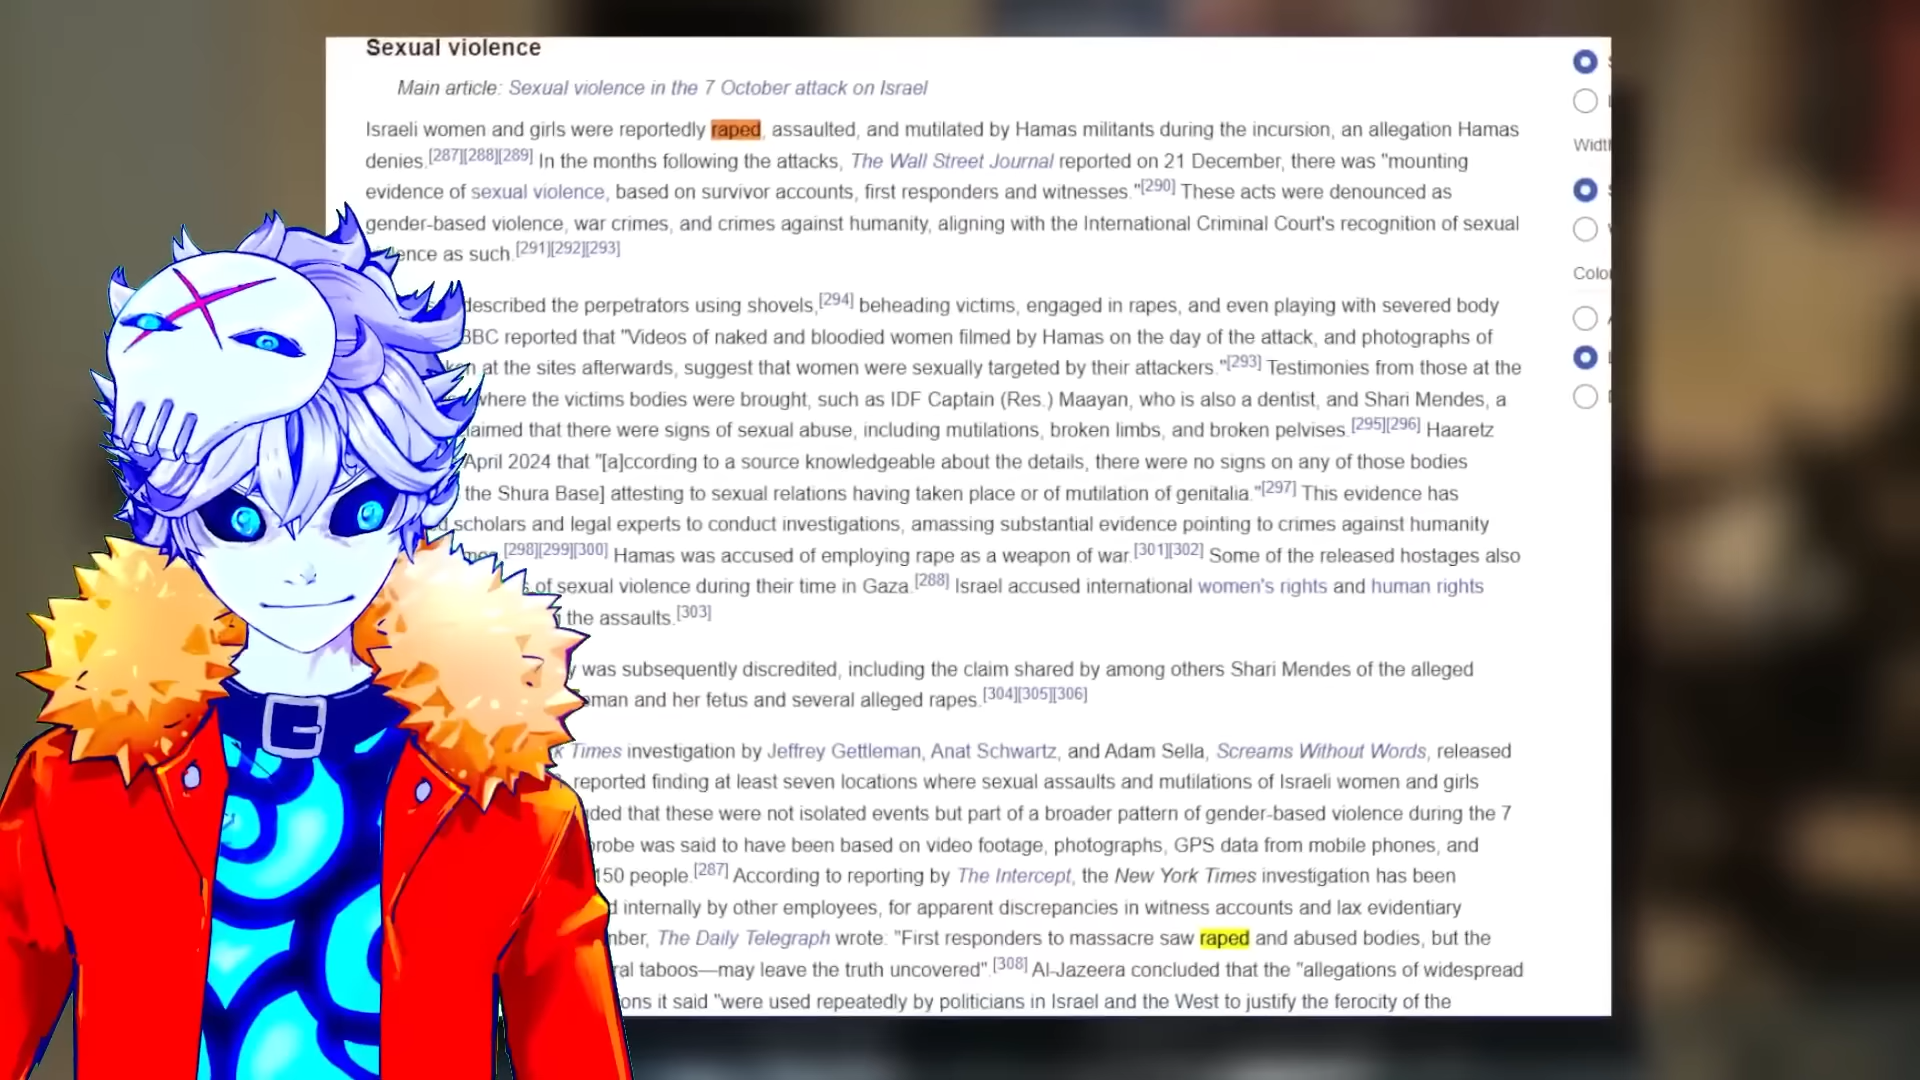 Sexual violence
Main article: Sexual violence in the 7 October attack on Israel
Israeli women and girls were reportedly raped, assaulted, and mutilated by Hamas militants during the incursion, an allegation Hamas
denies.[287][288][289] In the months following the attacks, The Wall Street Journal reported on 21 December, there was "mounting
evidence of sexual violence, based on survivor accounts, first responders and witnesses."[290] These acts were denounced as
gender-based violence, war crimes, and crimes against humanity, aligning with the International Criminal Court's recognition of sexual
as such.[291][292][293]
described the perpetrators using shovels,[294] beheading victims, engaged in rapes, and even playing with severed body
BBC reported that "Videos of naked and bloodied women filmed by Hamas on the day of the attack, and photographs of
at the sites afterwards, suggest that women were sexually targeted by their attackers."[293] Testimonies from those at the
where the victims bodies were brought, such as IDF Captain (Res.) Maayan, who is also a dentist, and Shari Mendes, a
that there were signs of sexual abuse, including mutilations, broken limbs, and broken pelvises.[295][296] Haaretz
April 2024 that "[a]ccording to a source knowledgeable about the details, there were no signs on any of those bodies
the Shura Base] attesting to sexual relations having taken place or of mutilation of genitalia."[297] This evidence has
scholars and legal experts to conduct investigations, amassing substantial evidence pointing to crimes against humanity
[298][299][300] Hamas was accused of employing rape as a weapon of war.[301][302] Some of the released hostages also
of sexual violence during their time in Gaza.[288] Israel accused international women's rights and human rights
the assaults.[303]
was subsequently discredited, including the claim shared by among others Shari Mendes of the alleged
and her fetus and several alleged rapes.[304][305][306]
Times investigation by Jeffrey Gettleman, Anat Schwartz, and Adam Sella, Screams Without Words, released
reported finding at least seven locations where sexual assaults and mutilations of Israeli women and girls
that these were not isolated events but part of a broader pattern of gender-based violence during the 7
probe was said to have been based on video footage, photographs, GPS data from mobile phones, and
150 people.[287] According to reporting by The Intercept, the New York Times investigation has been
internally by other employees, for apparent discrepancies in witness accounts and lax evidentiary
The Daily Telegraph wrote: "First responders to massacre saw raped and abused bodies, but the
taboos—may leave the truth uncovered".[308] Al-Jazeera concluded that the "allegations of widespread
it said "were used repeatedly by politicians in Israel and the West to justify the ferocity of the